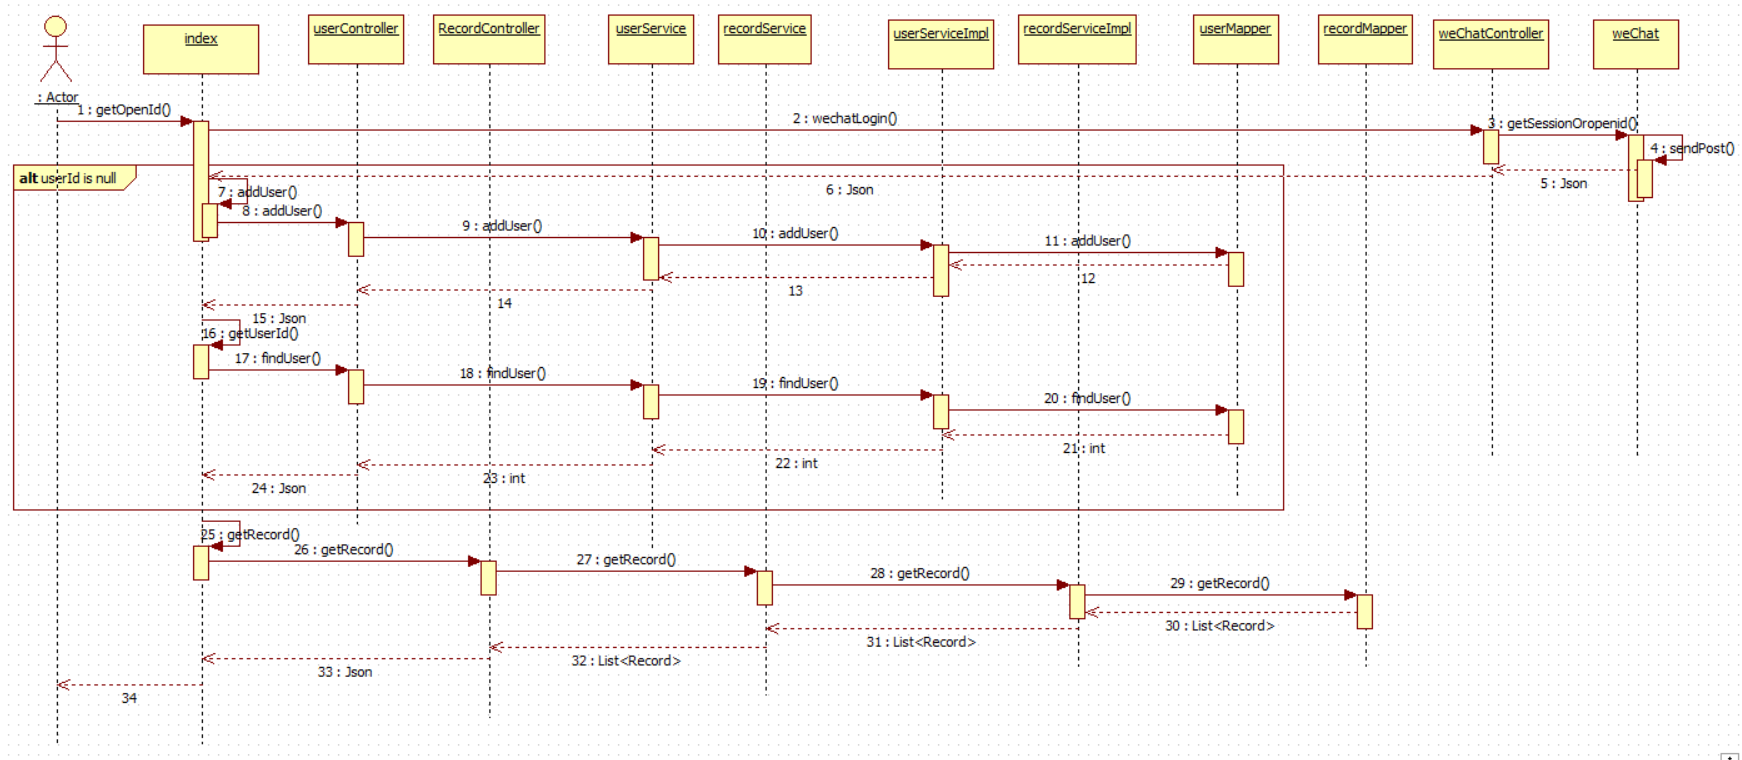 index
userController
RecordController
userService
recordService
userServiceImpl
recordServiceImpl
userMapper
recordMapper
weChatController
weChat
: Actor
1 : getOpenId()
2 : wechatLogin()
3 : getSessionOropenid()
4 : sendPost()
5 : Json
6 : Json
alt userId is null
7 : addUser()
8 : addUser()
9 : addUser()
10 : addUser()
11 : addUser()
12
13
14
15 : Json
16 : getUserId()
17 : findUser()
18 : findUser()
19 : findUser()
20 : findUser()
21 : int
22 : int
23 : int
24 : Json
25 : getRecord()
26 : getRecord()
27 : getRecord()
28 : getRecord()
29 : getRecord()
30 : List<Record>
31 : List<Record>
32 : List<Record>
33 : Json
34